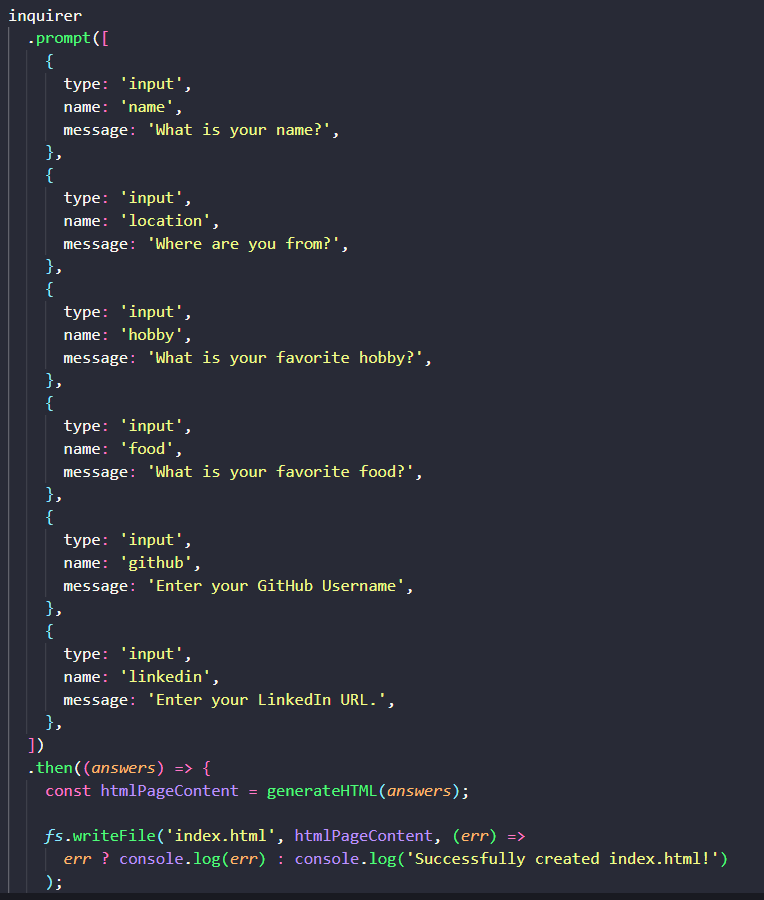 inquirer
  .prompt([
    {
      type: 'input',
      name: 'name',
      message: 'What is your name?',
    },
    {
      type: 'input',
      name: 'location',
      message: 'Where are you from?',
    },
    {
      type: 'input',
      name: 'hobby',
      message: 'What is your favorite hobby?',
    },
    {
      type: 'input',
      name: 'food',
      message: 'What is your favorite food?',
    },
    {
      type: 'input',
      name: 'github',
      message: 'Enter your GitHub Username',
    },
    {
      type: 'input',
      name: 'linkedin',
      message: 'Enter your LinkedIn URL.',
    },
  ])
  .then((answers) => {
    const htmlPageContent = generateHTML(answers);

    fs.writeFile('index.html', htmlPageContent, (err) =>
      err ? console.log(err) : console.log('Successfully created index.html!')
    );